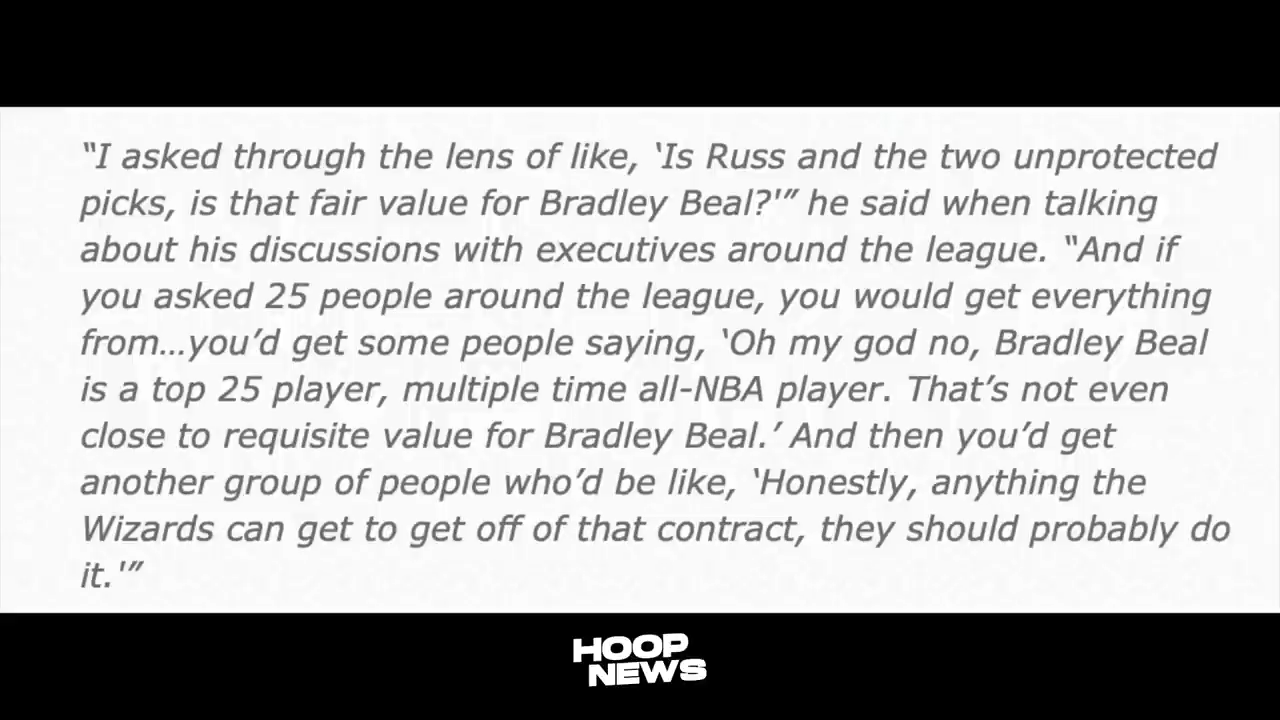 “I asked through the lens of like, ‘Is Russ and the two unprotected
picks, is that fair value for Bradley Beal?'” he said when talking
about his discussions with executives around the league. “And if
you asked 25 people around the league, you would get everything
from…you’d get some people saying, ‘Oh my god no, Bradley Beal
is a top 25 player, multiple time all-NBA player. That’s not even
close to requisite value for Bradley Beal.’ And then you’d get
another group of people who’d be like, ‘Honestly, anything the
Wizards can get to get off of that contract, they should probably do
it.'”
HOOP
NEWS